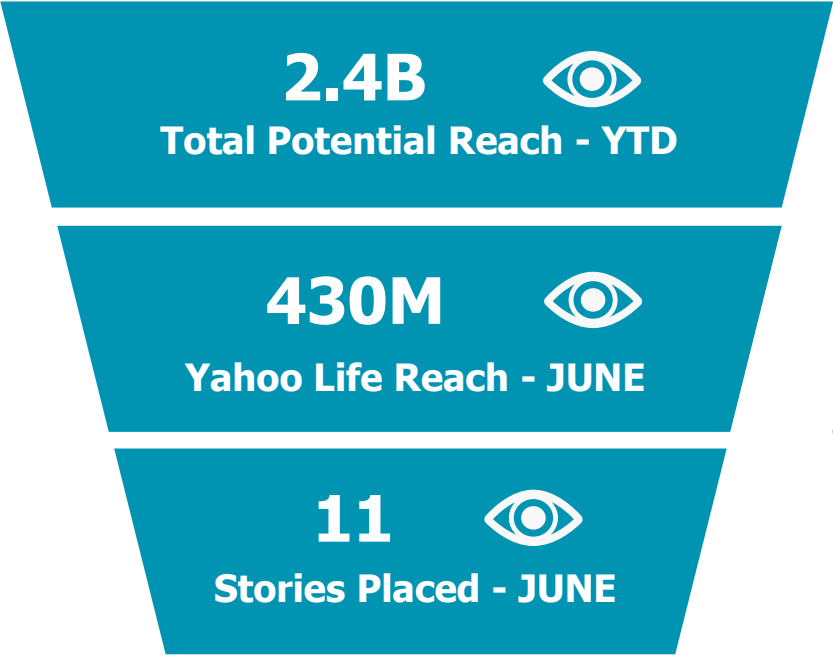 2.4B
Total Potential Reach - YTD
430M
Yahoo Life Reach - JUNE
11
Stories Placed - JUNE